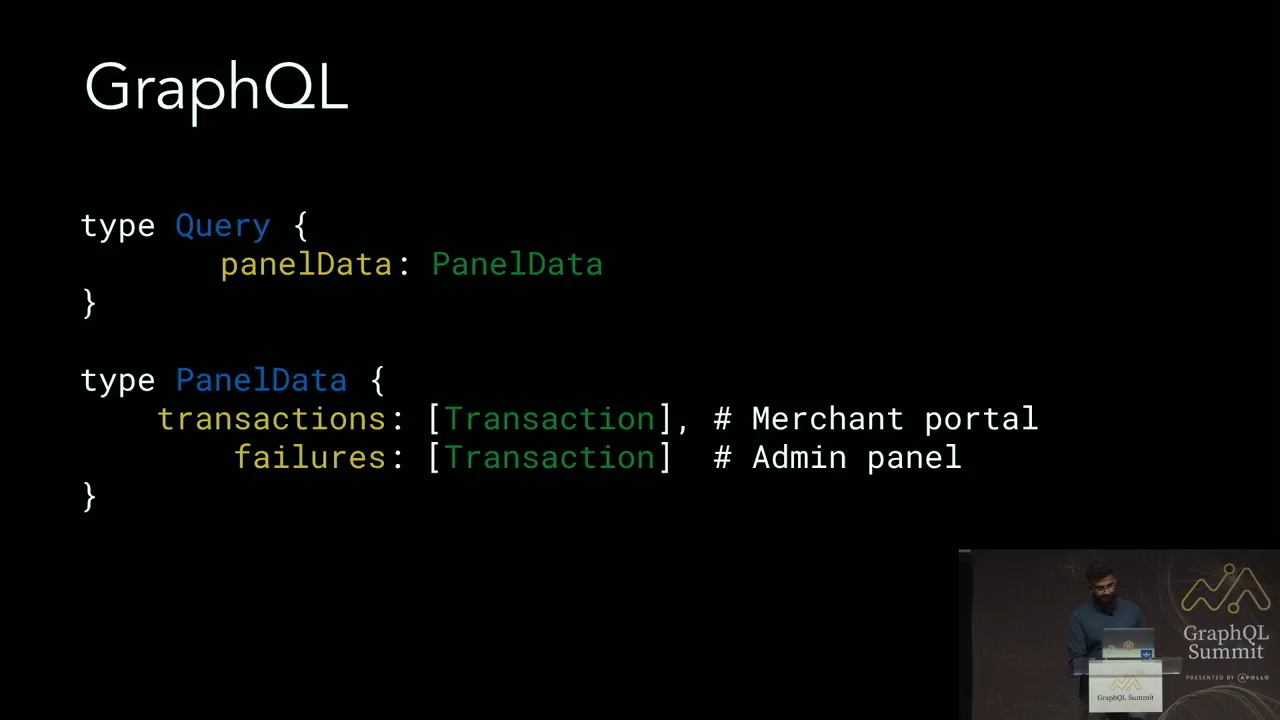 GraphQL
type Query {
panelData: PanelData
}
type PanelData {
transactions: [Transaction], # Merchant portal
failures: [Transaction] # Admin panel
}
GraphQL
Summit
PRESENTED BY APOLLO
GraphQL Summit